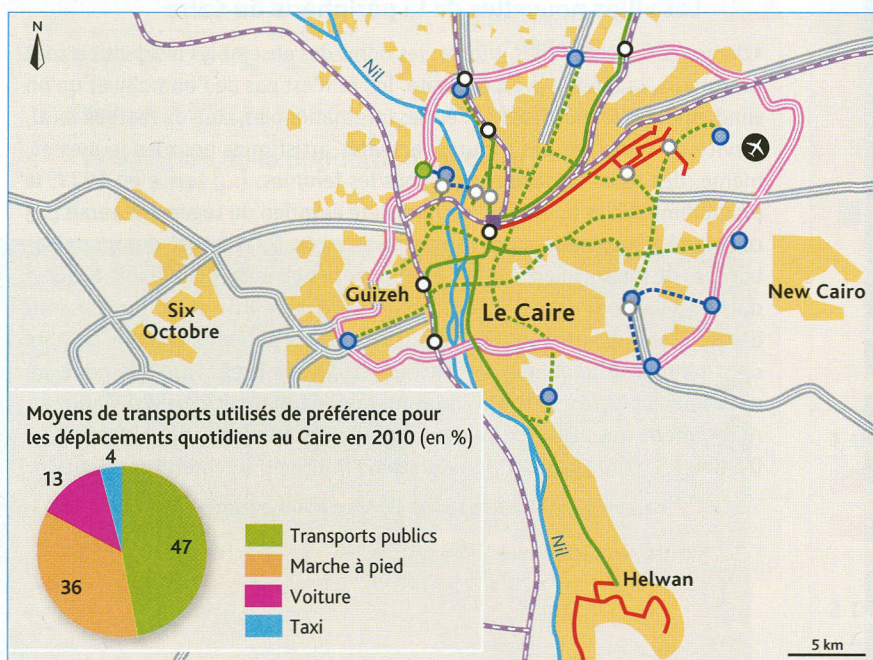 N
Nil
Six
Octobre
Guizeh
Le Caire
New Cairo
Nil
Helwan
5 km
Moyens de transports utilisés de préférence pour
les déplacements quotidiens au Caire en 2010 (en %)
4
13
47
36
Transports publics
Marche à pied
Voiture
Taxi